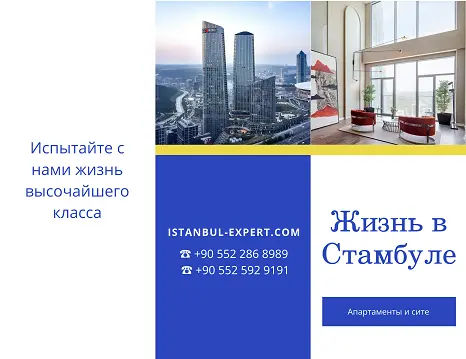 Испытайте с
нами жизнь
высочайшего
класса
ISTANBUL-EXPERT.COM
☎ +90 552 286 8989
☎ +90 552 592 9191
Жизнь в
Стамбуле
Апартаменты и сите